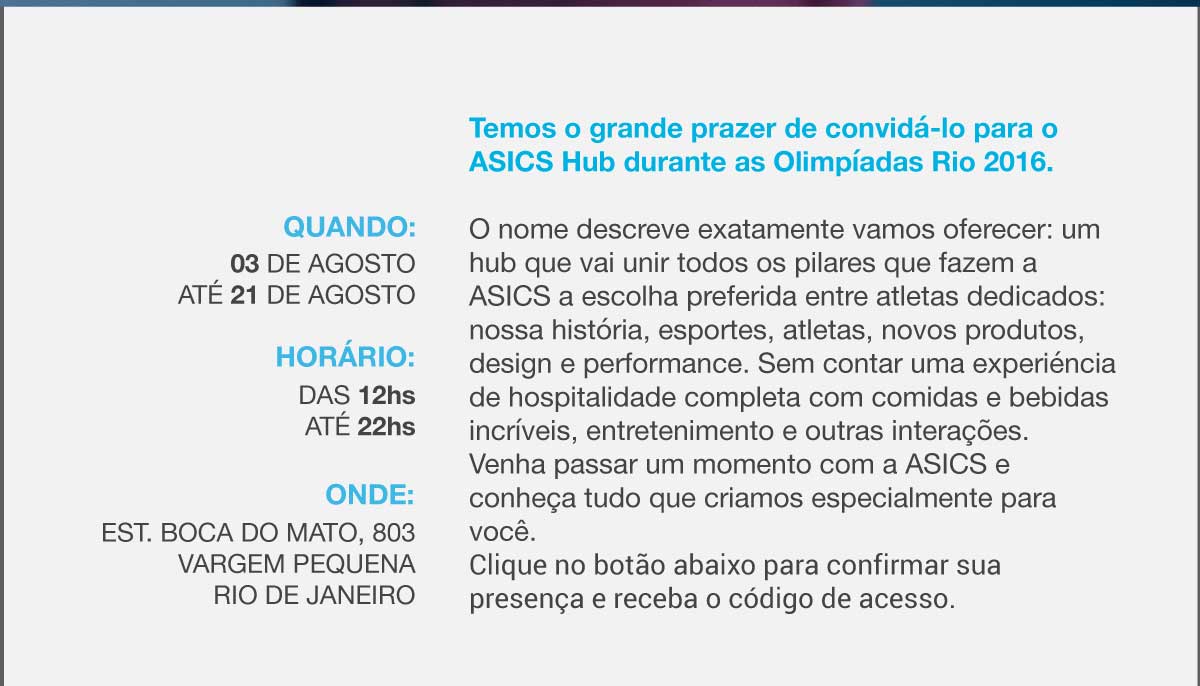 Temos o grande prazer de convidá-lo para o
ASICS Hub durante as Olimpíadas Rio 2016.
QUANDO:
03 DE AGOSTO
ATÉ 21 DE AGOSTO
HORÁRIO:
DAS 12hs
ATÉ 22hs
ONDE:
EST. BOCA DO MATO, 803
VARGEM PEQUENA
RIO DE JANEIRO
O nome descreve exatamente vamos oferecer: um
hub que vai unir todos os pilares que fazem a
ASICS a escolha preferida entre atletas dedicados:
nossa história, esportes, atletas, novos produtos,
design e performance. Sem contar uma experiéncia
de hospitalidade completa com comidas e bebidas
incríveis, entretenimento e outras interações.
Venha passar um momento com a ASICS e
conheça tudo que criamos especialmente para
você.
Clique no botão abaixo para confirmar sua
presença e receba o código de acesso.